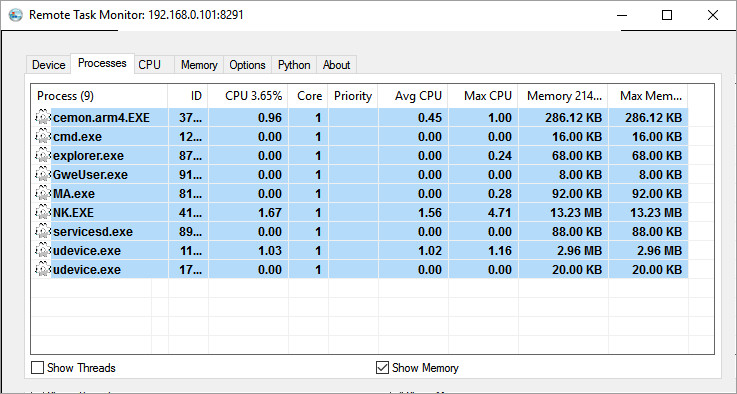 Remote Task Monitor: 192.168.0.101:8291
Device Processes CPU Memory Options Python About
Process (9) ID CPU 3.65% Core Priority Avg CPU Max CPU Memory 214... Max Mem...
cemon.arm4.EXE 37... 0.96 1 0.45 1.00 286.12 KB 286.12 KB
cmd.exe 12... 0.00 1 0.00 0.00 16.00 KB 16.00 KB
explorer.exe 87... 0.00 1 0.00 0.24 68.00 KB 68.00 KB
GweUser.exe 91... 0.00 1 0.00 0.00 8.00 KB 8.00 KB
MA.exe 81... 0.00 1 0.00 0.28 92.00 KB 92.00 KB
NK.EXE 41... 1.67 1 1.56 4.71 13.23 MB 13.23 MB
servicesd.exe 89... 0.00 1 0.00 0.00 88.00 KB 88.00 KB
udevice.exe 11... 1.03 1 1.02 1.16 2.96 MB 2.96 MB
udevice.exe 17... 0.00 1 0.00 0.00 20.00 KB 20.00 KB
Show Threads Show Memory